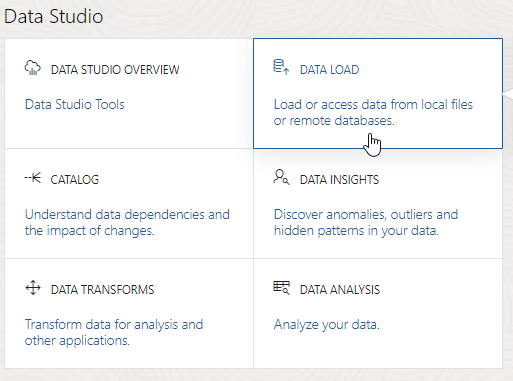 Data Studio
DATA STUDIO OVERVIEW
Data Studio Tools
DATA LOAD
Load or access data from local files
or remote databases.
CATALOG
Understand data dependencies and
the impact of changes.
DATA INSIGHTS
Discover anomalies, outliers and
hidden patterns in your data.
DATA TRANSFORMS
Transform data for analysis and
other applications.
DATA ANALYSIS
Analyze your data.